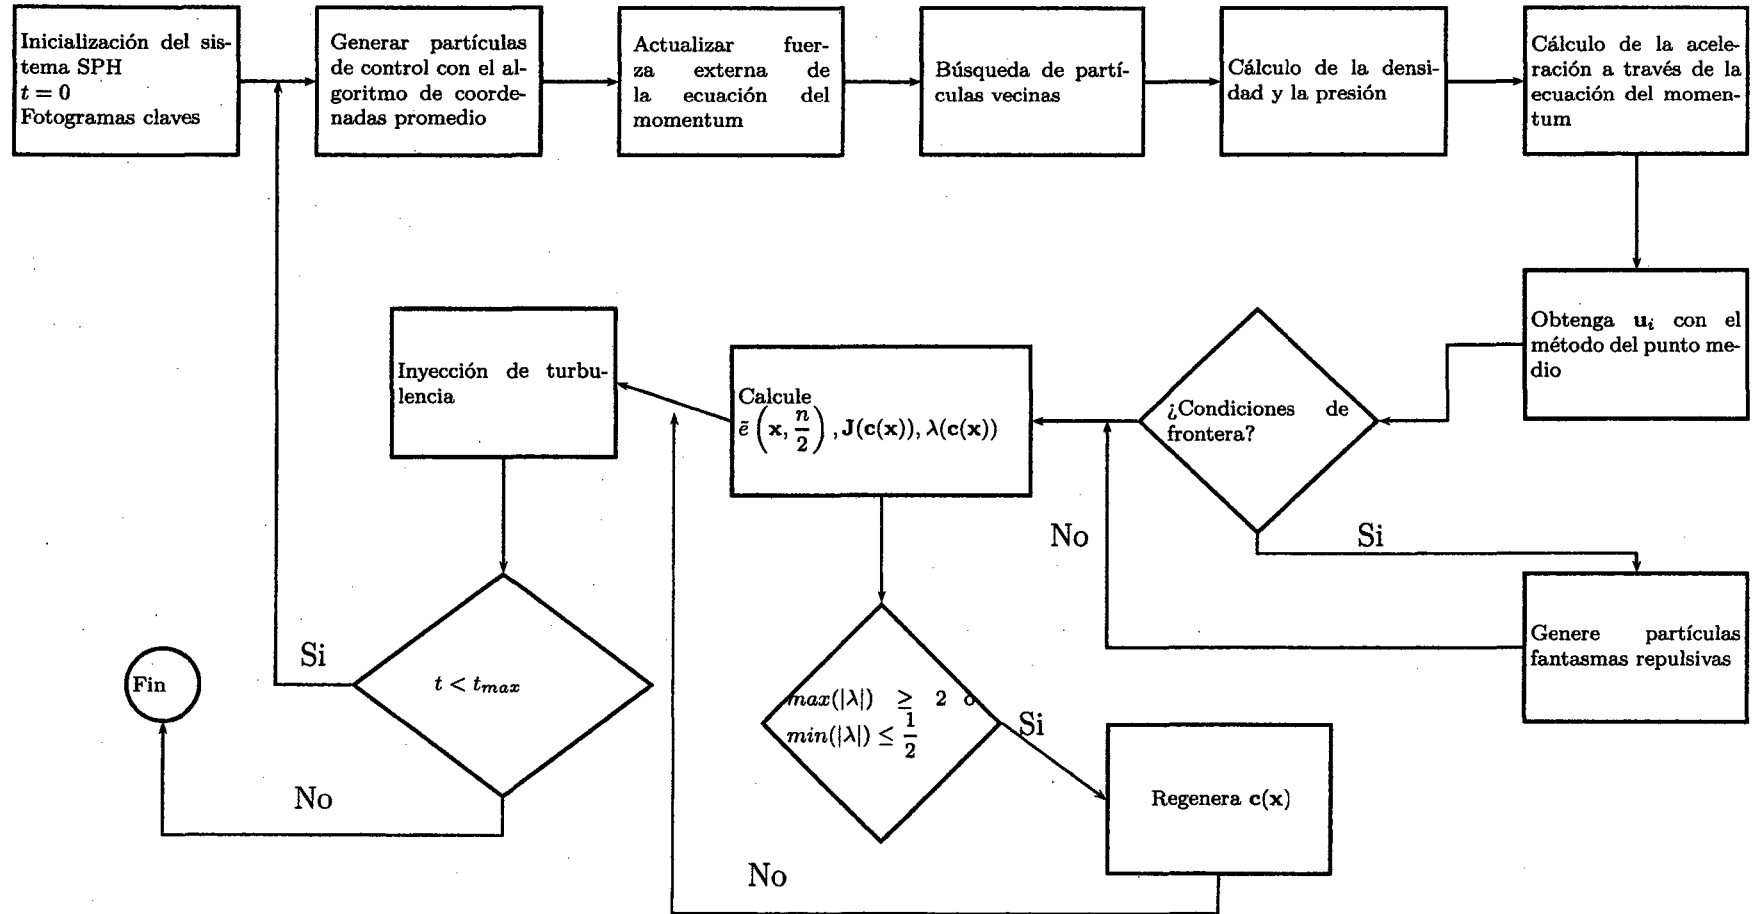 Inicialización del sis-
tema SPH
t = 0
Fotogramas claves
Generar partículas
de control con el al-
goritmo de coorde-
nadas promedio
Actualizar fuer-
za externa de
la ecuación del
momentum
Búsqueda de partí-
culas vecinas
Cálculo de la densi-
dad y la presión
Cálculo de la acele-
ración a través de la
ecuación del momen-
tum
Obtenga u_i con el
método del punto me-
dio
¿Condiciones de
frontera?
Si
Genere partículas
fantasmas repulsivas
No
Calcule
ẽ(x, n/2), J(c(x)), λ(c(x))
max(|λ|) ≥ 2 o
min(|λ|) ≤ 1/2
Si
Regenera c(x)
No
Inyección de turbu-
lencia
t < t_max
Si
No
Fin